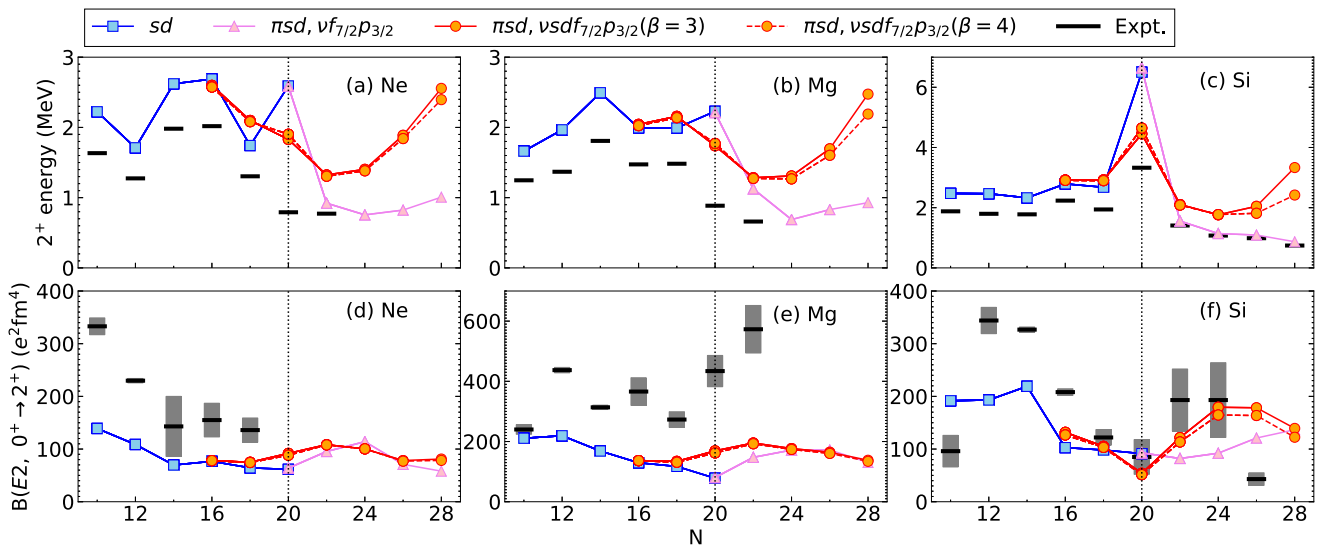 sd πsd, νf7/2p3/2 πsd, νsdf7/2p3/2(β = 3) πsd, νsdf7/2p3/2(β = 4) Expt.
2+ energy (MeV)
3
2
1
0
(a) Ne
3
2
1
0
(b) Mg
6
4
2
0
(c) Si
B(E2, 0+→2+) (e2fm4)
400
300
200
100
0
(d) Ne
600
400
200
0
(e) Mg
400
300
200
100
0
(f) Si
12 16 20 24 28
12 16 20 24 28
12 16 20 24 28
N